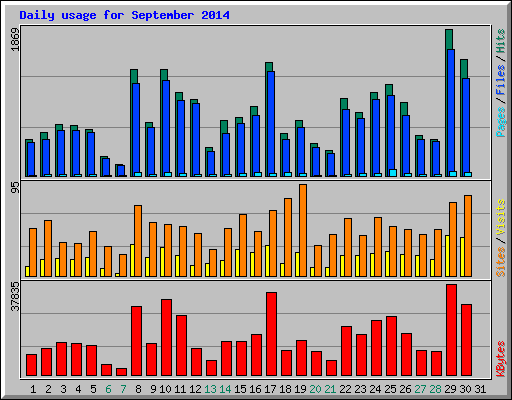 Daily usage for September 2014
1869
Pages / Files / Hits
95
Sites / Visits
37835
KBytes
1 2 3 4 5 6 7 8 9 10 11 12 13 14 15 16 17 18 19 20 21 22 23 24 25 26 27 28 29 30 31